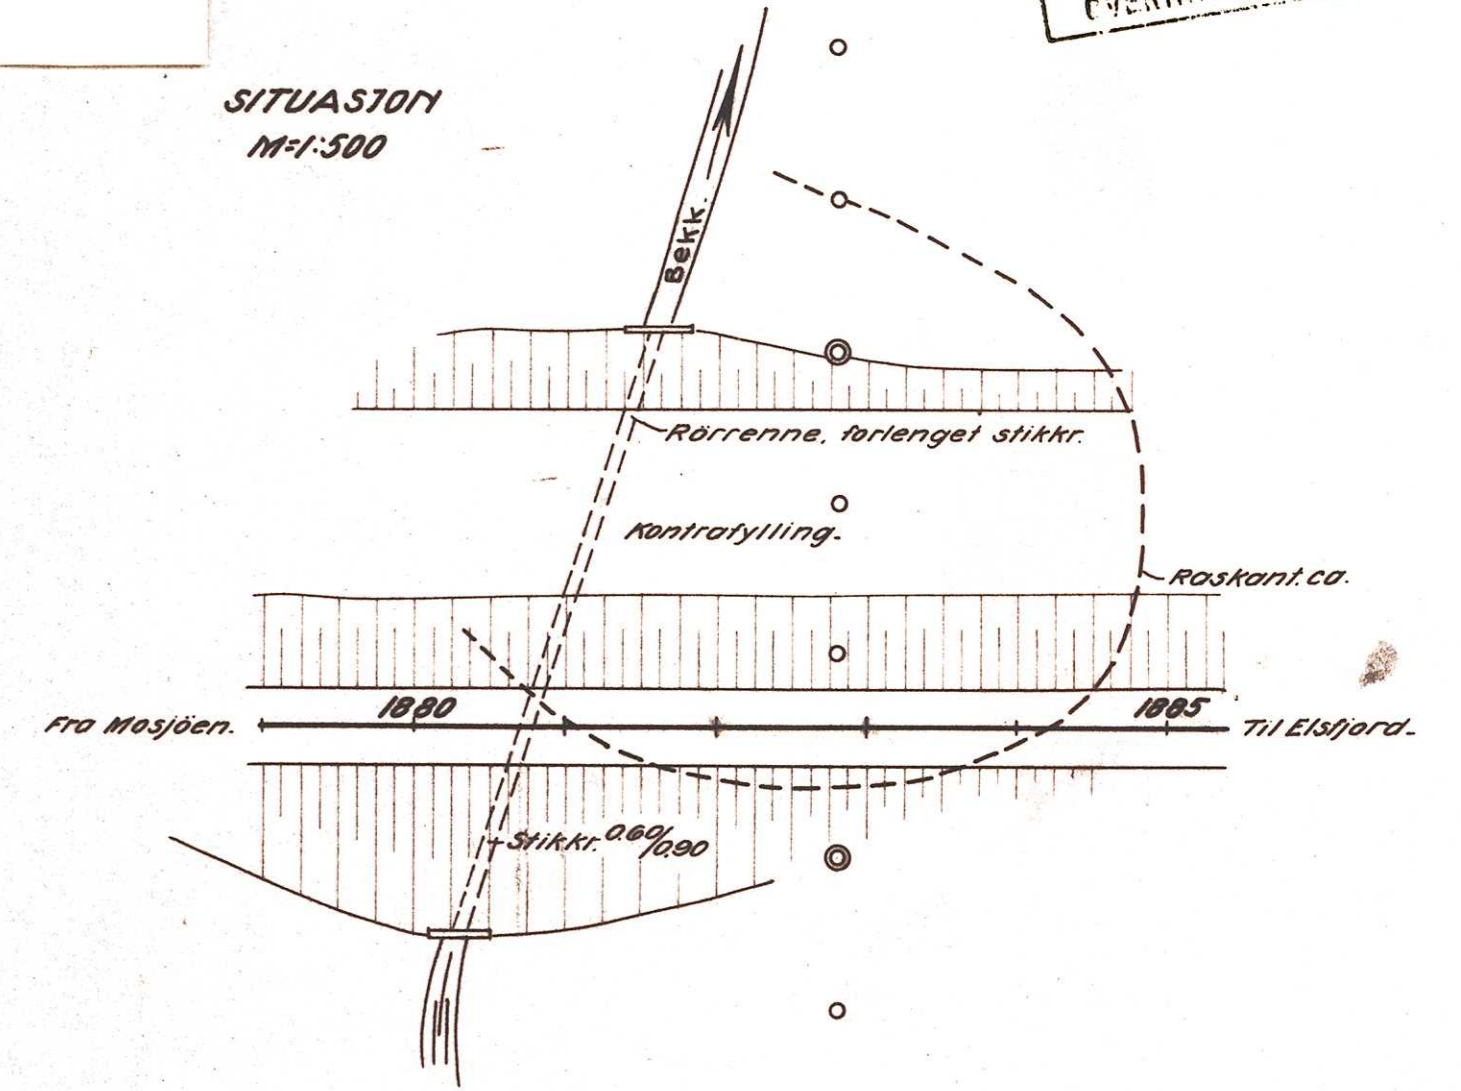 SITUASJON
M=1:500
Bekk.
Rörrenne, forlenget stikkr.
Kontrafylling.
Raskant. ca.
1880
1885
Fra Mosjöen.
Til Elsfjord.
Stikkr. 0.60/0.90